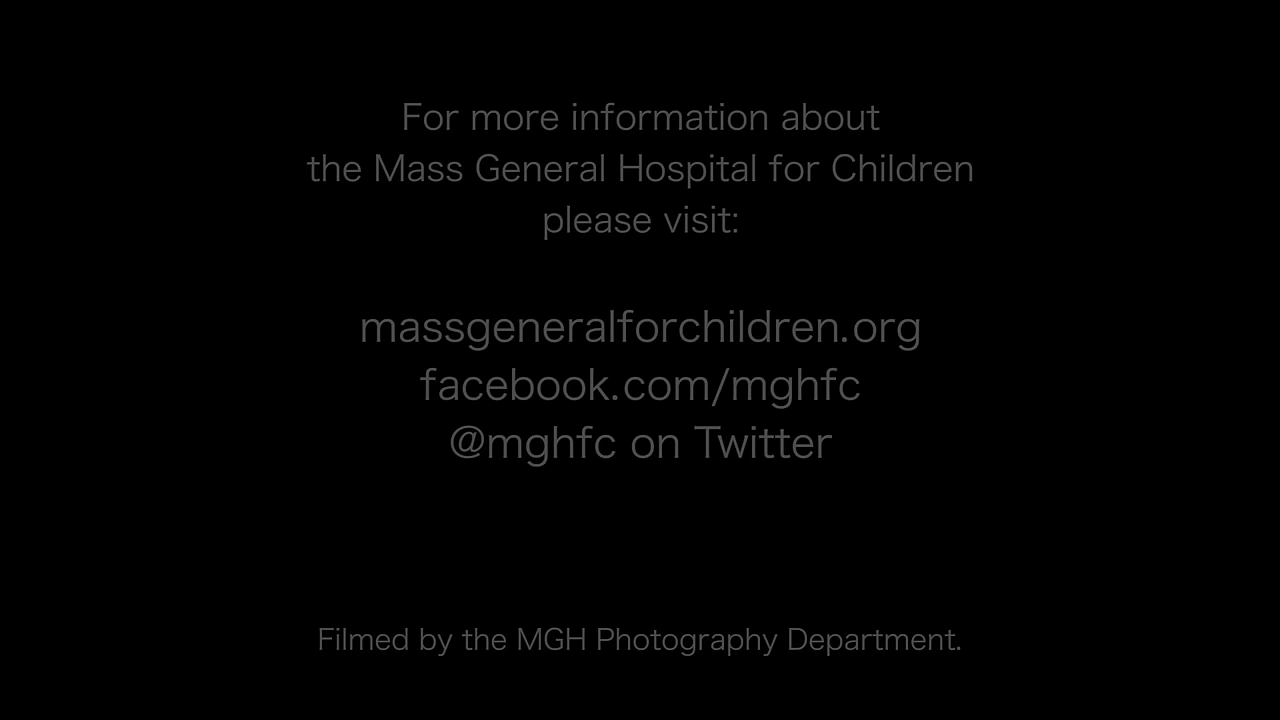 For more information about
the Mass General Hospital for Children
please visit:
massgeneralforchildren.org
facebook.com/mghfc
@mghfc on Twitter
Filmed by the MGH Photography Department.